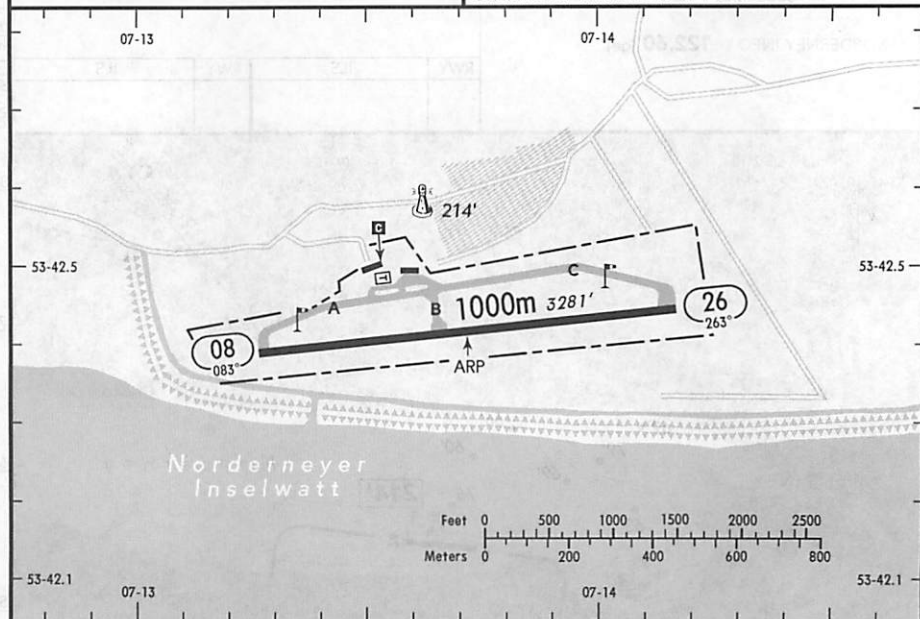 07-13 07-14
214'
C
53-42.5 53-42.5
T
C
A B 1000m 3281' 26
263°
08
083°
ARP
Norderneyer
Inselwatt
Feet 0 500 1000 1500 2000 2500
Meters 0 200 400 600 800
53-42.1 53-42.1
07-13 07-14